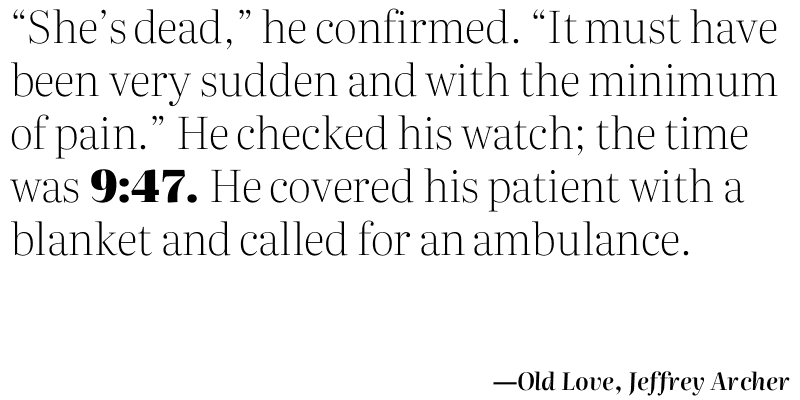 “She’s dead,” he confirmed. “It must have
been very sudden and with the minimum
of pain.” He checked his watch; the time
was 9:47. He covered his patient with a
blanket and called for an ambulance.
—Old Love, Jeffrey Archer